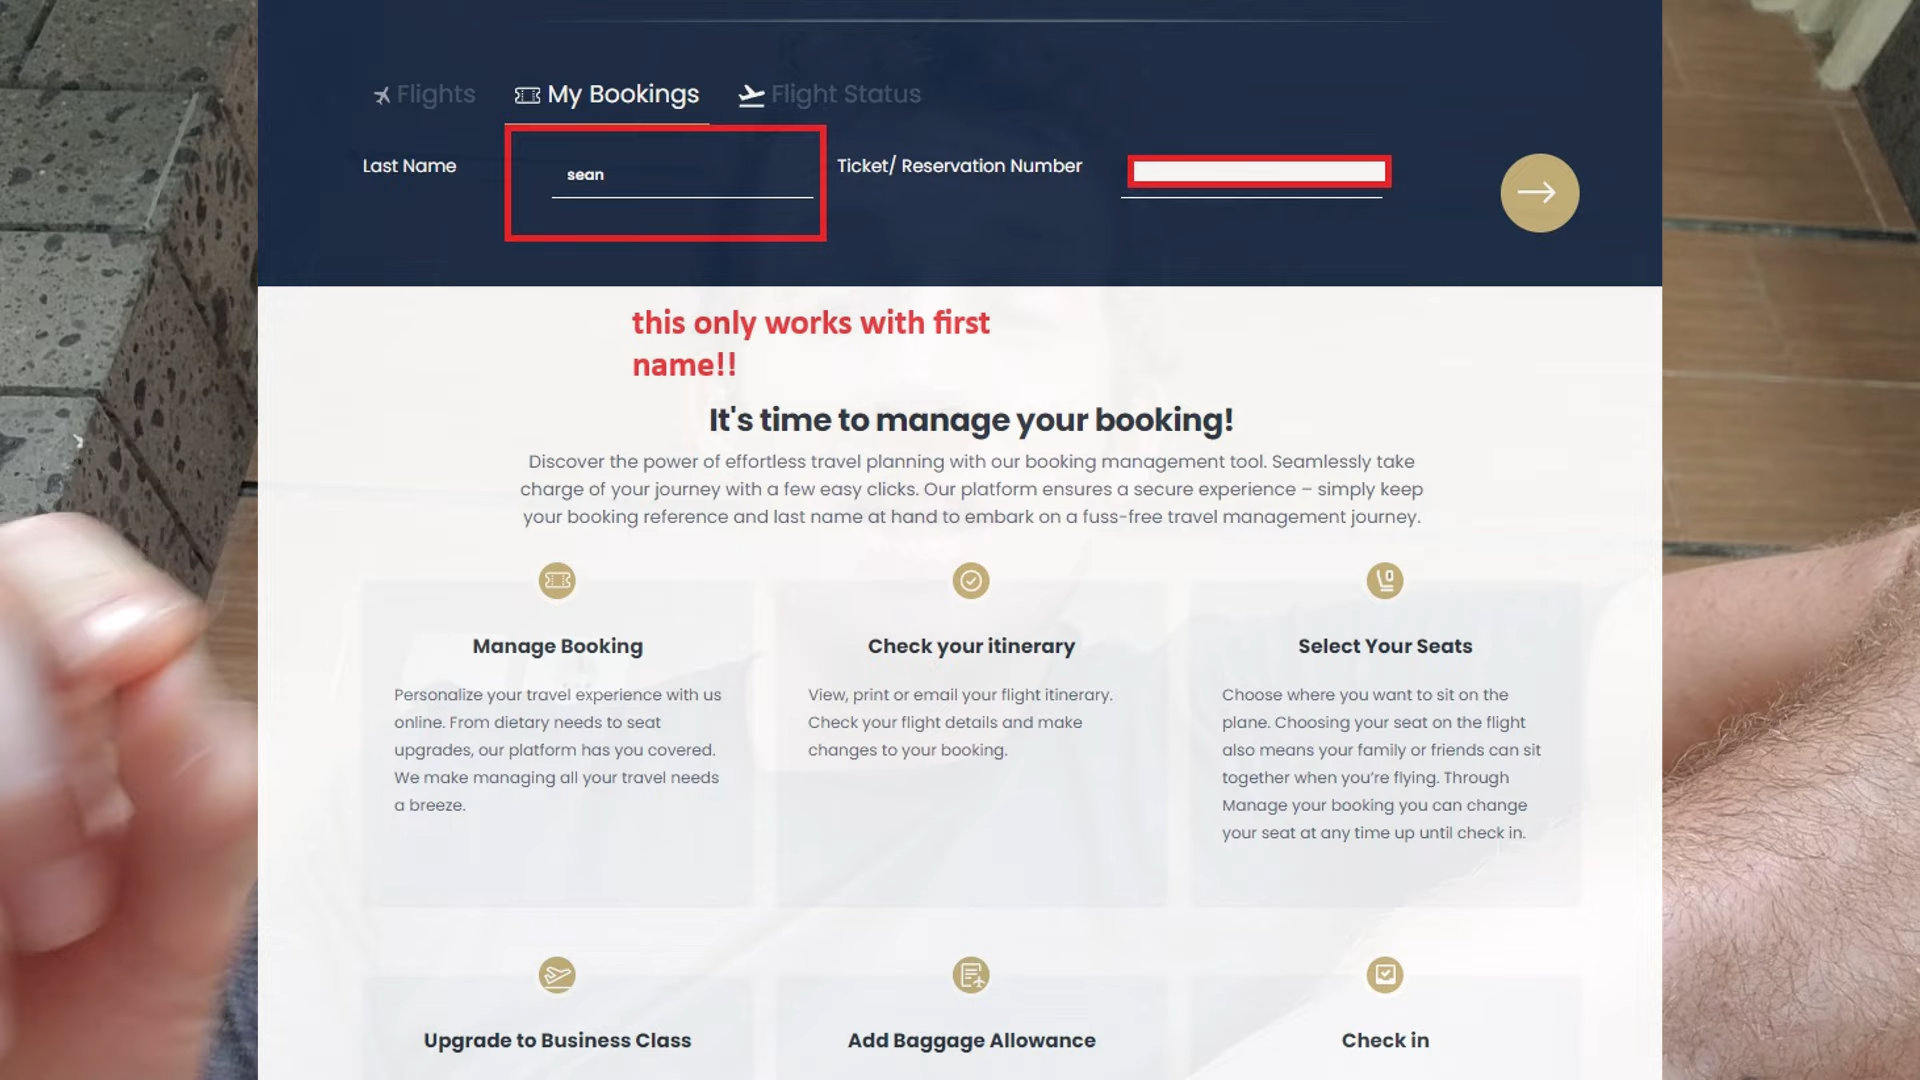 Flights My Bookings Flight Status
Last Name sean Ticket/ Reservation Number
this only works with first
name!!
It's time to manage your booking!
Discover the power of effortless travel planning with our booking management tool. Seamlessly take
charge of your journey with a few easy clicks. Our platform ensures a secure experience – simply keep
your booking reference and last name at hand to embark on a fuss-free travel management journey.
Manage Booking
Personalize your travel experience with us
online. From dietary needs to seat
upgrades, our platform has you covered.
We make managing all your travel needs
a breeze.
Check your itinerary
View, print or email your flight itinerary.
Check your flight details and make
changes to your booking.
Select Your Seats
Choose where you want to sit on the
plane. Choosing your seat on the flight
also means your family or friends can sit
together when you're flying. Through
Manage your booking you can change
your seat at any time up until check in.
Upgrade to Business Class
Add Baggage Allowance
Check in